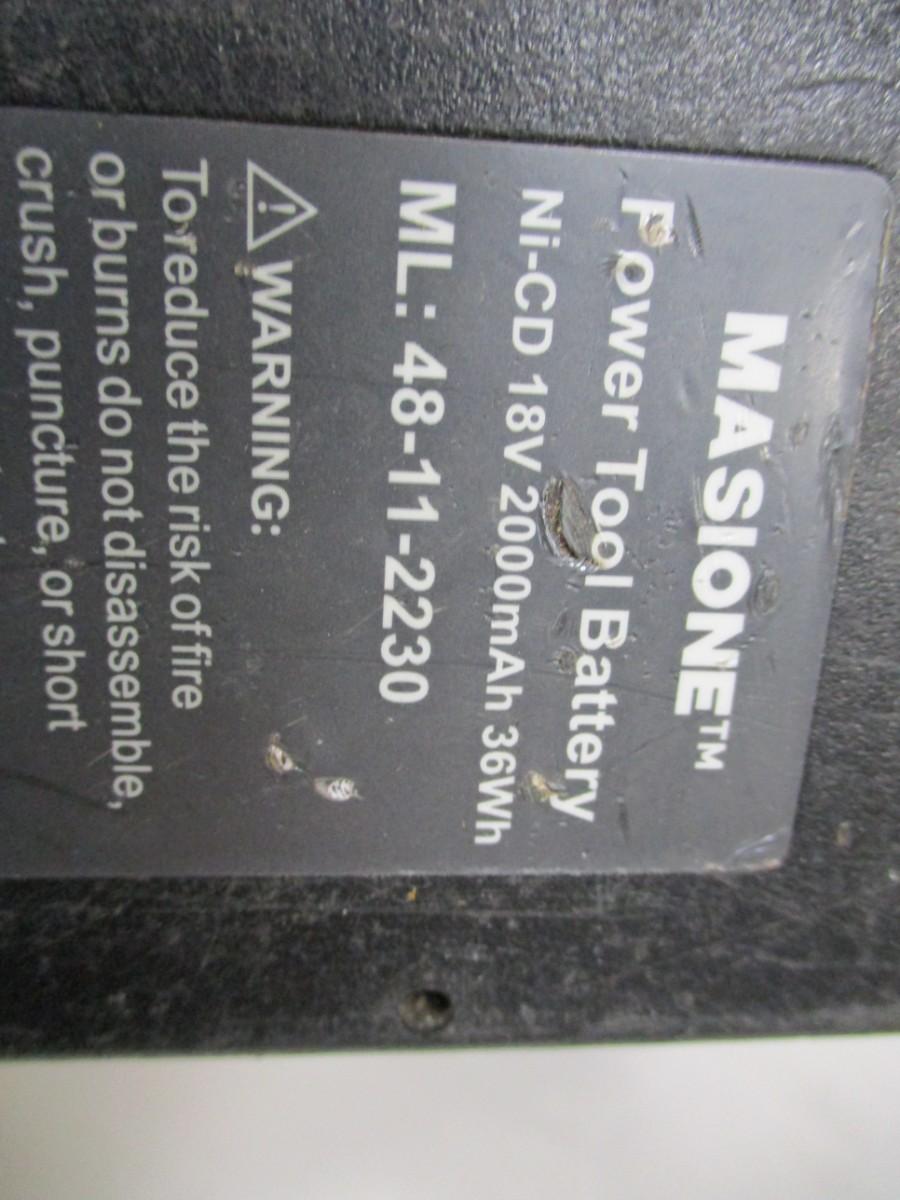 MASIONE™
Power Tool Battery
Ni-CD 18V 2000mAh 36Wh
ML: 48-11-2230
⚠ WARNING:
To reduce the risk of fire
or burns do not disassemble,
crush, puncture, or short